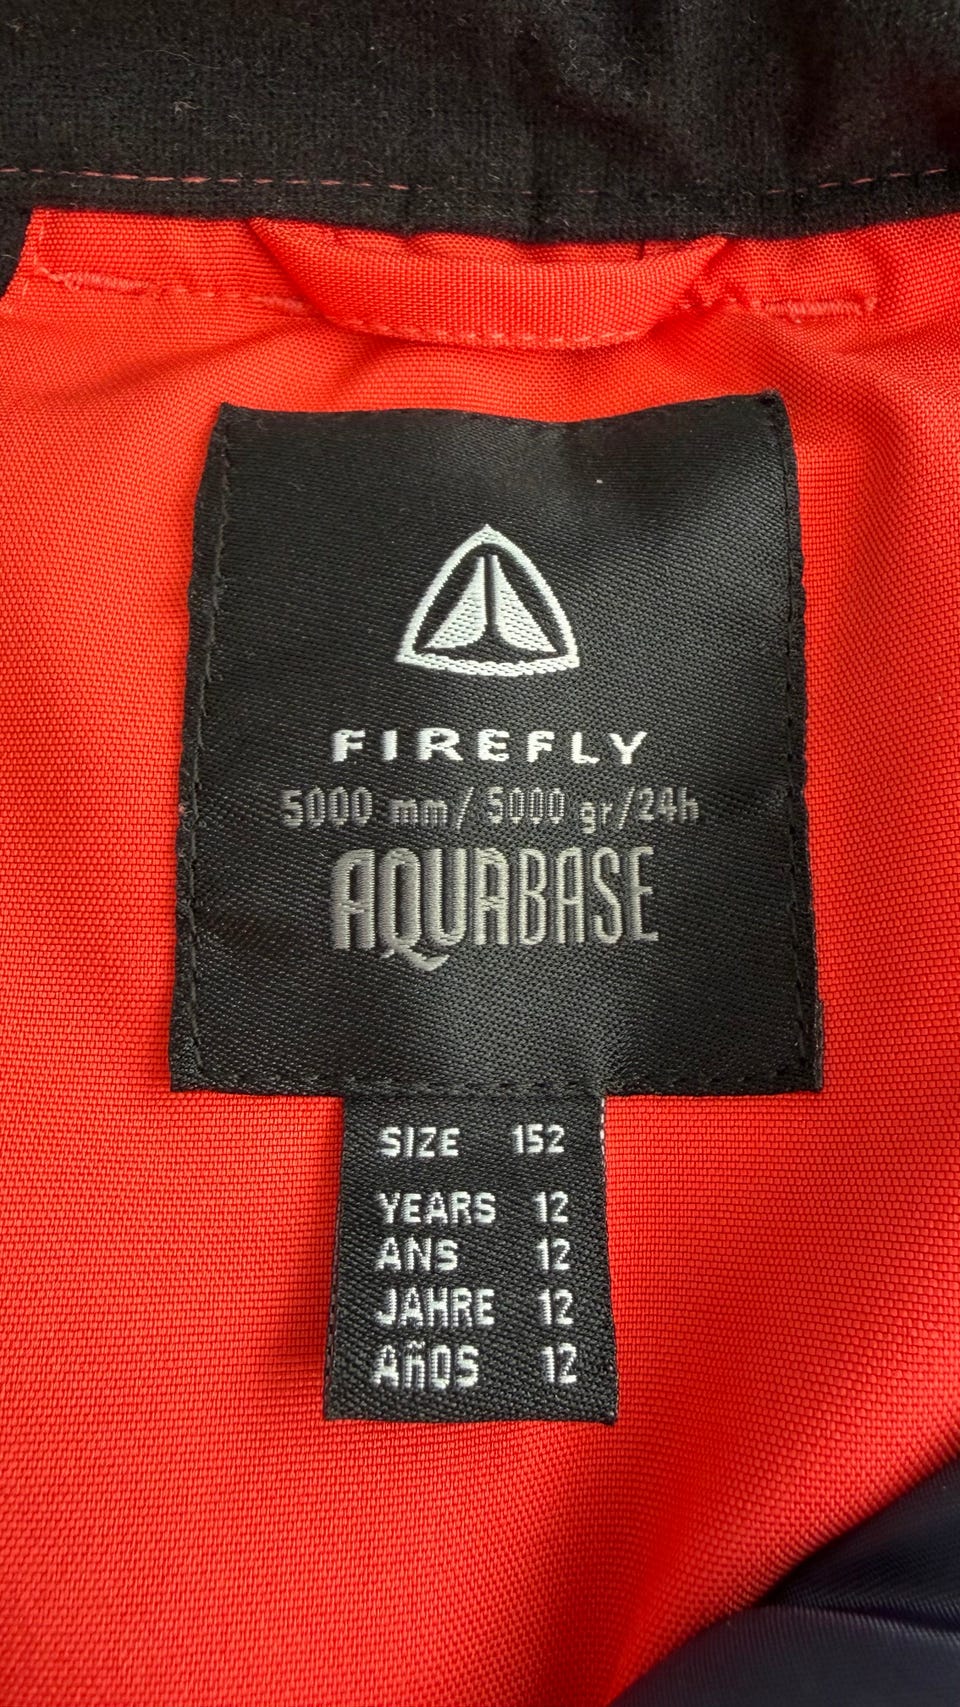 FIREFLY
5000 mm/ 5000 gr/24h
AQUABASE
SIZE 152
YEARS 12
ANS 12
JAHRE 12
AÑOS 12